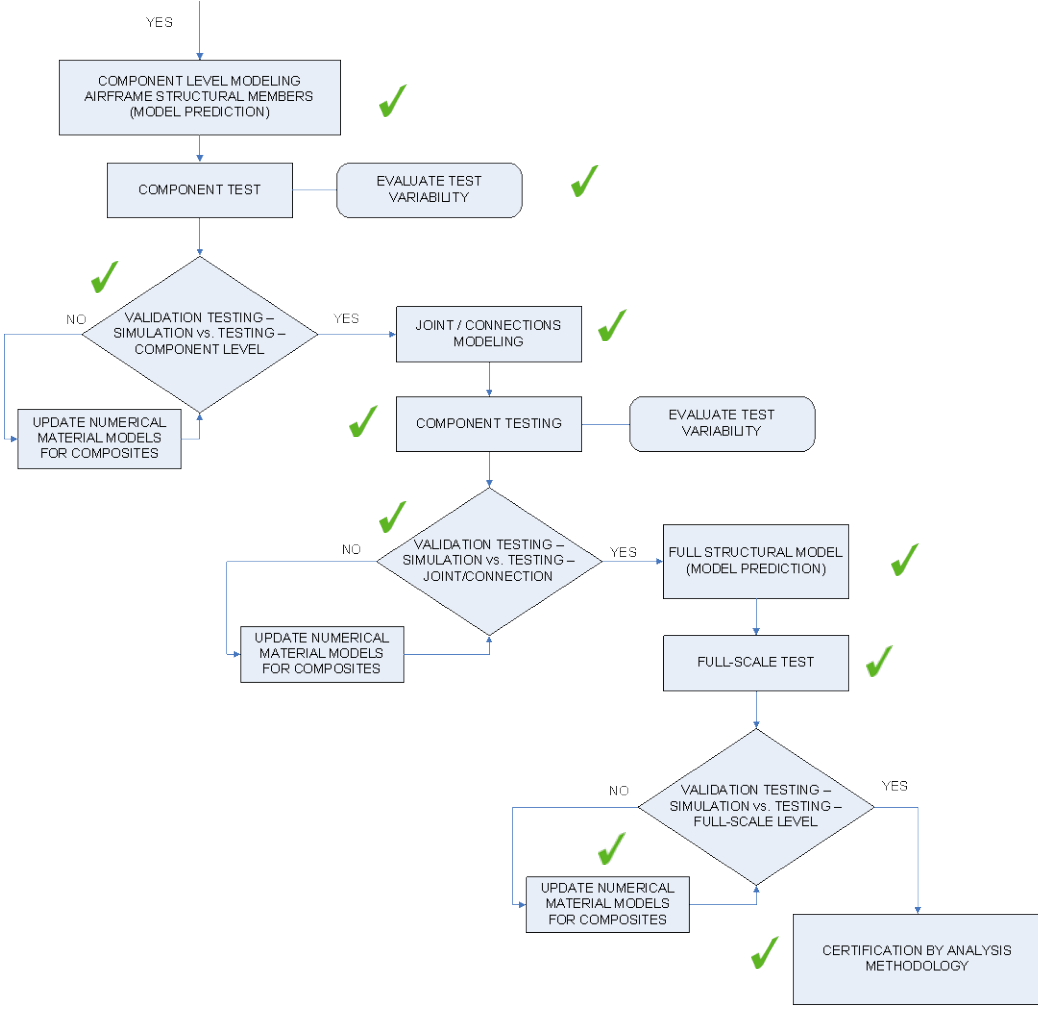 YES
COMPONENT LEVEL MODELING
AIRFRAME STRUCTURAL MEMBERS
(MODEL PREDICTION)
COMPONENT TEST
EVALUATE TEST
VARIABILITY
NO
VALIDATION TESTING –
SIMULATION vs. TESTING –
COMPONENT LEVEL
YES
JOINT / CONNECTIONS
MODELING
UPDATE NUMERICAL
MATERIAL MODELS
FOR COMPOSITES
COMPONENT TESTING
EVALUATE TEST
VARIABILITY
NO
VALIDATION TESTING –
SIMULATION vs. TESTING –
JOINT/CONNECTION
YES
FULL STRUCTURAL MODEL
(MODEL PREDICTION)
UPDATE NUMERICAL
MATERIAL MODELS
FOR COMPOSITES
FULL-SCALE TEST
NO
VALIDATION TESTING –
SIMULATION vs. TESTING –
FULL-SCALE LEVEL
YES
UPDATE NUMERICAL
MATERIAL MODELS
FOR COMPOSITES
CERTIFICATION BY ANALYSIS
METHODOLOGY